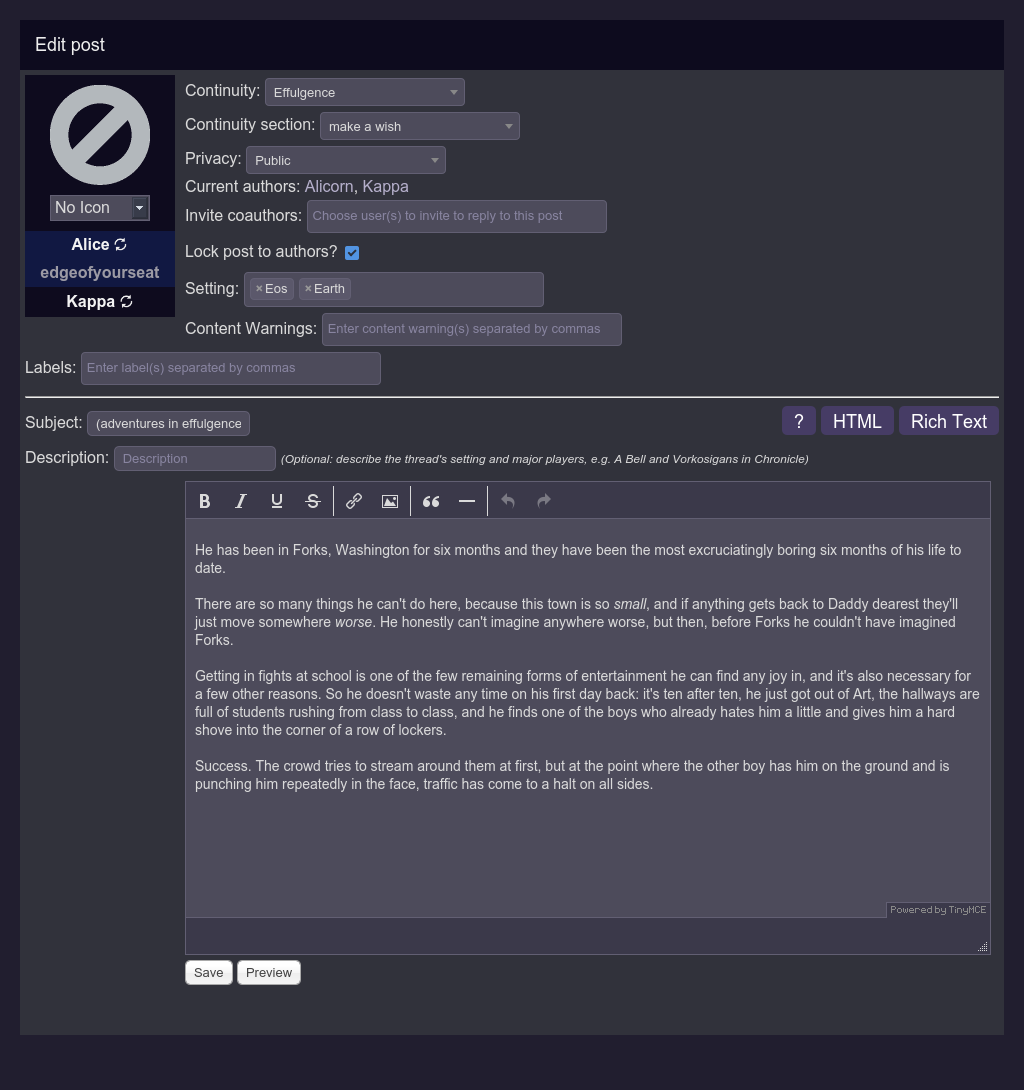 Edit post
No Icon
Alice
edgeofyourseat
Kappa
Continuity: Effulgence
Continuity section: make a wish
Privacy: Public
Current authors: Alicorn, Kappa
Invite coauthors: Choose user(s) to invite to reply to this post
Lock post to authors?
Setting: × Eos × Earth
Content Warnings: Enter content warning(s) separated by commas
Labels: Enter label(s) separated by commas
Subject: (adventures in effulgence
? HTML Rich Text
Description: Description (Optional: describe the thread's setting and major players, e.g. A Bell and Vorkosigans in Chronicle)
B I U S
He has been in Forks, Washington for six months and they have been the most excruciatingly boring six months of his life to
date.
There are so many things he can't do here, because this town is so small, and if anything gets back to Daddy dearest they'll
just move somewhere worse. He honestly can't imagine anywhere worse, but then, before Forks he couldn't have imagined
Forks.
Getting in fights at school is one of the few remaining forms of entertainment he can find any joy in, and it's also necessary for
a few other reasons. So he doesn't waste any time on his first day back: it's ten after ten, he just got out of Art, the hallways are
full of students rushing from class to class, and he finds one of the boys who already hates him a little and gives him a hard
shove into the corner of a row of lockers.
Success. The crowd tries to stream around them at first, but at the point where the other boy has him on the ground and is
punching him repeatedly in the face, traffic has come to a halt on all sides.
Powered by TinyMCE
Save Preview